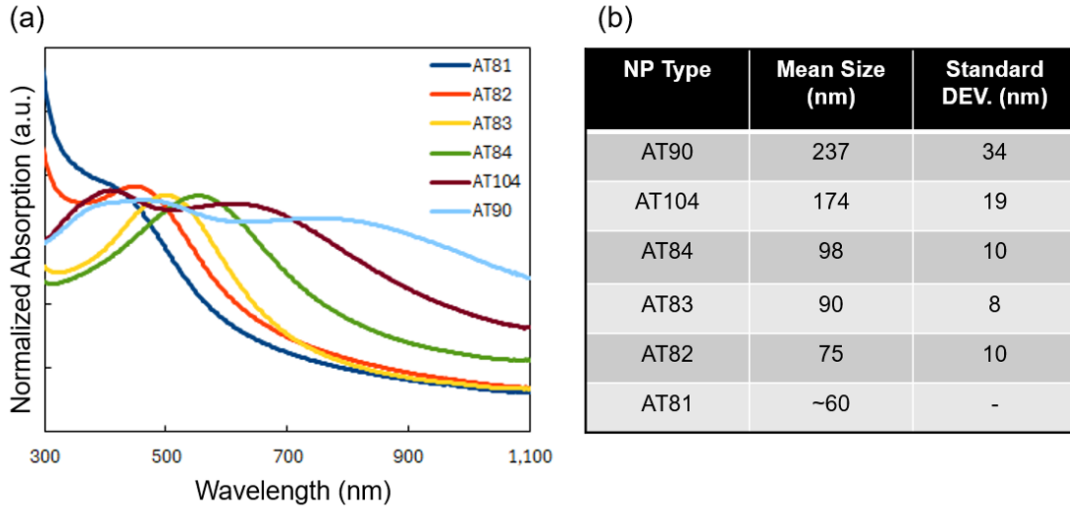 (a)
Normalized Absorption (a.u.)
AT81
AT82
AT83
AT84
AT104
AT90
300 500 700 900 1,100
Wavelength (nm)
(b)
NP Type Mean Size (nm) Standard DEV. (nm)
AT90 237 34
AT104 174 19
AT84 98 10
AT83 90 8
AT82 75 10
AT81 ~60 -